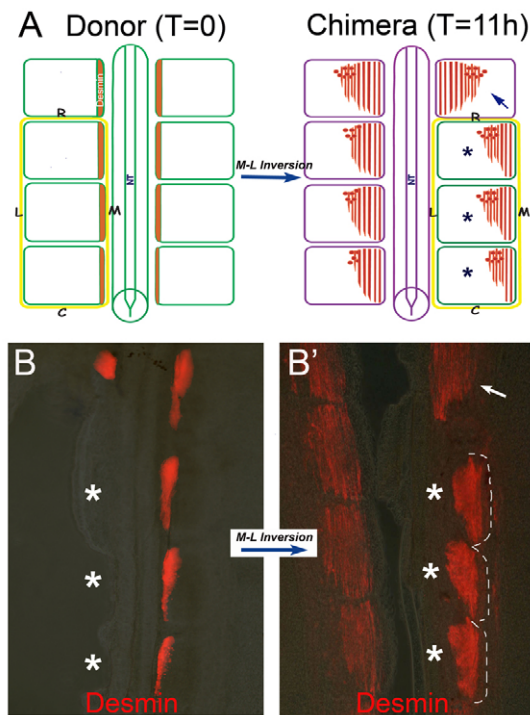 A Donor (T=0) Chimera (T=11h)
Desmin
R R
M-L Inversion
NT NT
L M L M
* * *
C C
B B'
M-L Inversion
* * *
* * *
Desmin Desmin